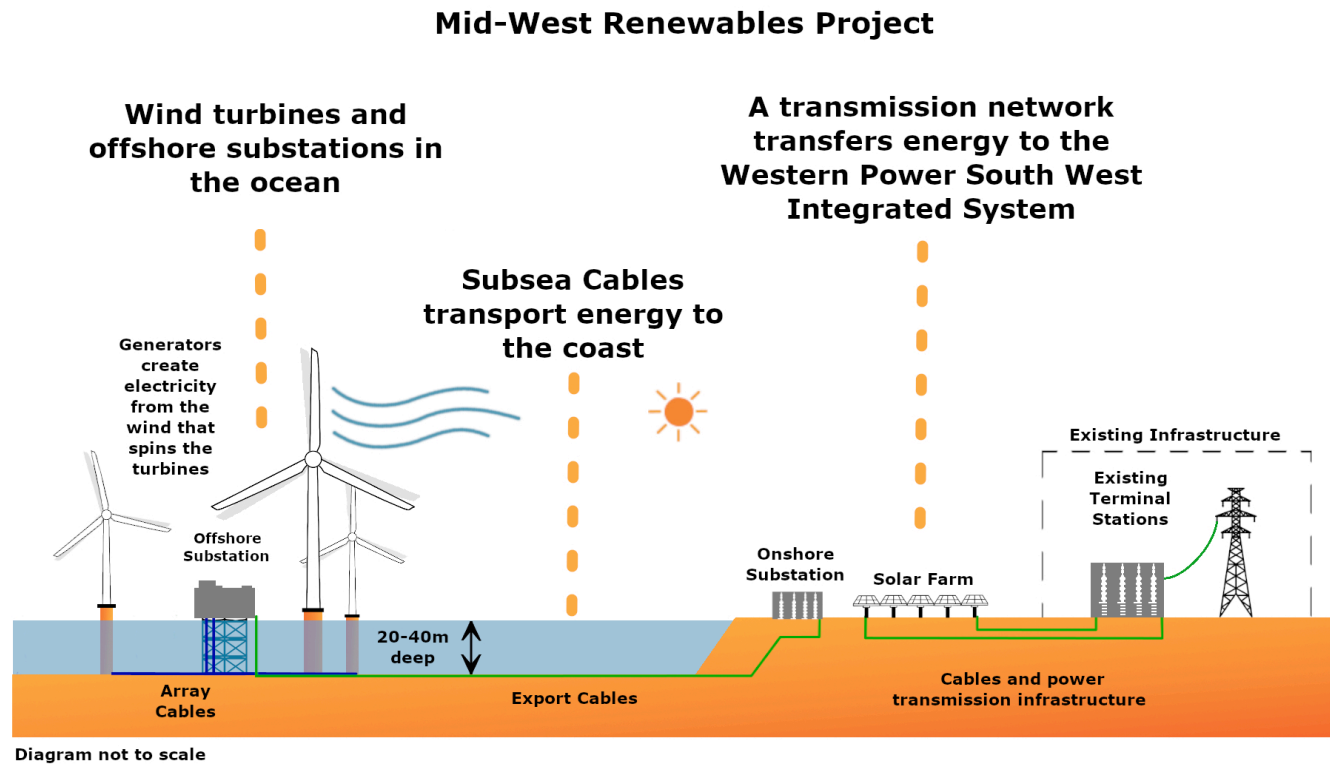 Mid-West Renewables Project
Wind turbines and
offshore substations in
the ocean
A transmission network
transfers energy to the
Western Power South West
Integrated System
Subsea Cables
transport energy to
the coast
Generators
create
electricity
from the
wind that
spins the
turbines
Existing Infrastructure
Existing
Terminal
Stations
Offshore
Substation
Onshore
Substation
Solar Farm
20-40m
deep
Array
Cables
Export Cables
Cables and power
transmission infrastructure
Diagram not to scale